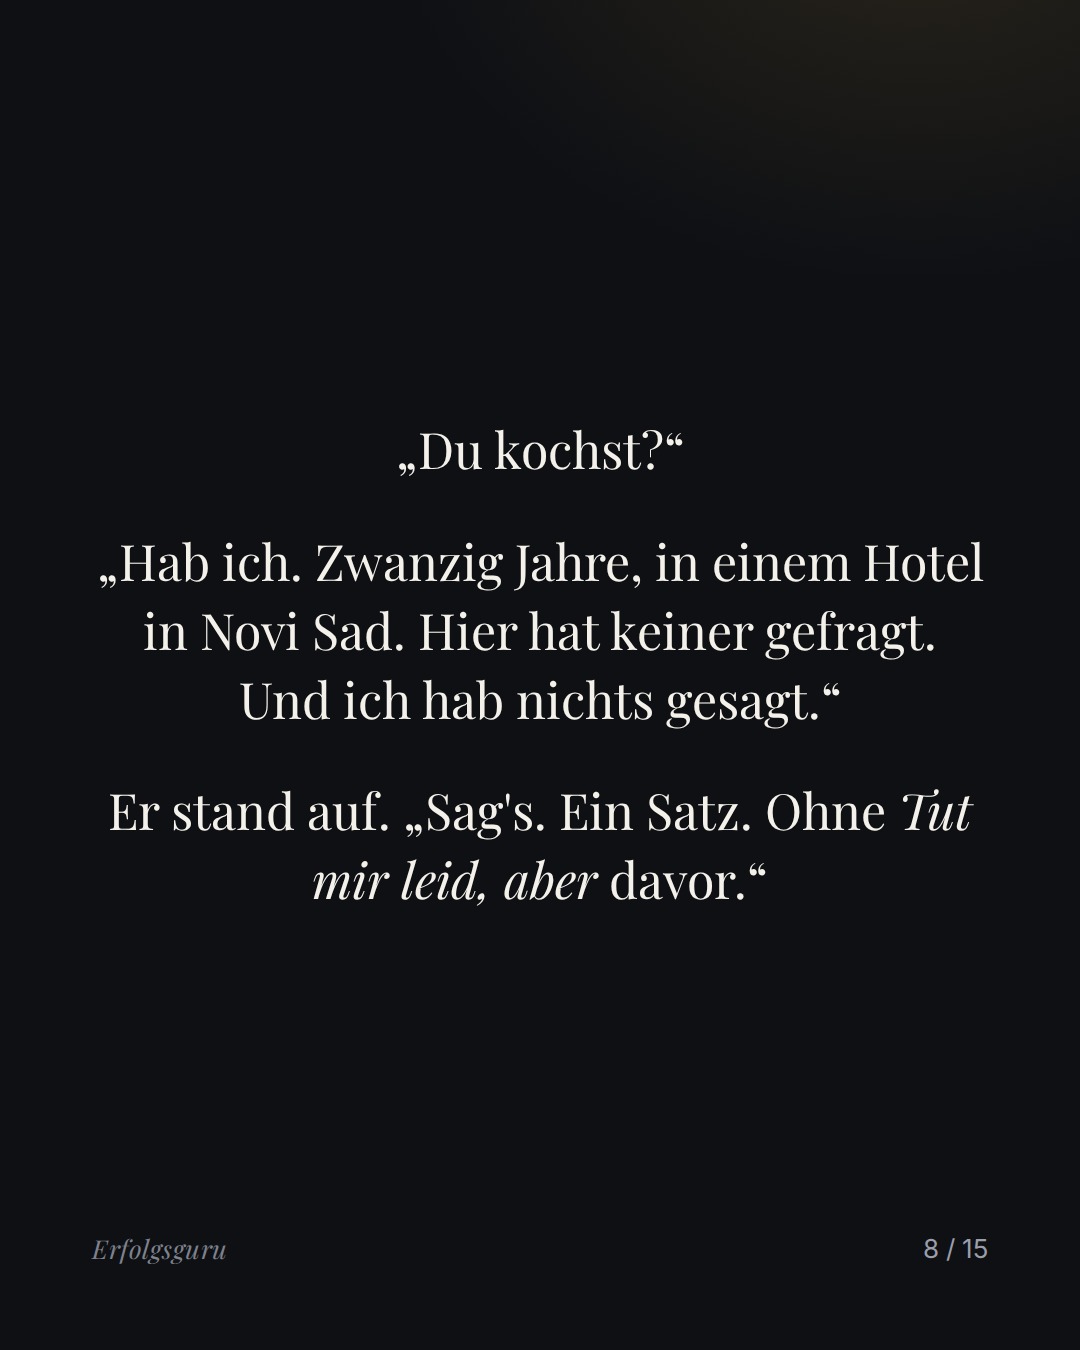 „Du kochst?“
„Hab ich. Zwanzig Jahre, in einem Hotel
in Novi Sad. Hier hat keiner gefragt.
Und ich hab nichts gesagt.“
Er stand auf. „Sag's. Ein Satz. Ohne Tut
mir leid, aber davor.“
Erfolgsguru
8 / 15